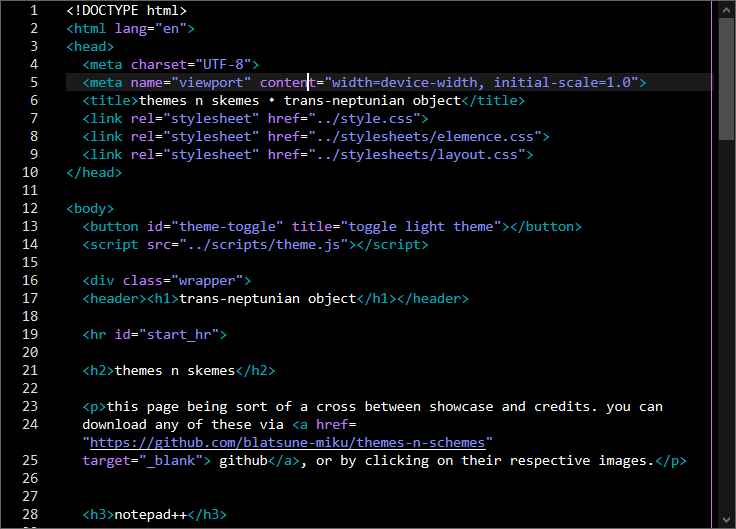 1 <!DOCTYPE html>
2 <html lang="en">
3 <head>
4 <meta charset="UTF-8">
5 <meta name="viewport" content="width=device-width, initial-scale=1.0">
6 <title>themes n skemes • trans-neptunian object</title>
7 <link rel="stylesheet" href="../style.css">
8 <link rel="stylesheet" href="../stylesheets/elemence.css">
9 <link rel="stylesheet" href="../stylesheets/layout.css">
10 </head>
11
12 <body>
13 <button id="theme-toggle" title="toggle light theme"></button>
14 <script src="../scripts/theme.js"></script>
15
16 <div class="wrapper">
17 <header><h1>trans-neptunian object</h1></header>
18
19 <hr id="start_hr">
20
21 <h2>themes n skemes</h2>
22
23 <p>this page being sort of a cross between showcase and credits. you can
24 download any of these via <a href=
"https://github.com/blatsune-miku/themes-n-schemes"
25 target="_blank"> github</a>, or by clicking on their respective images.</p>
26
27
28 <h3>notepad++</h3>